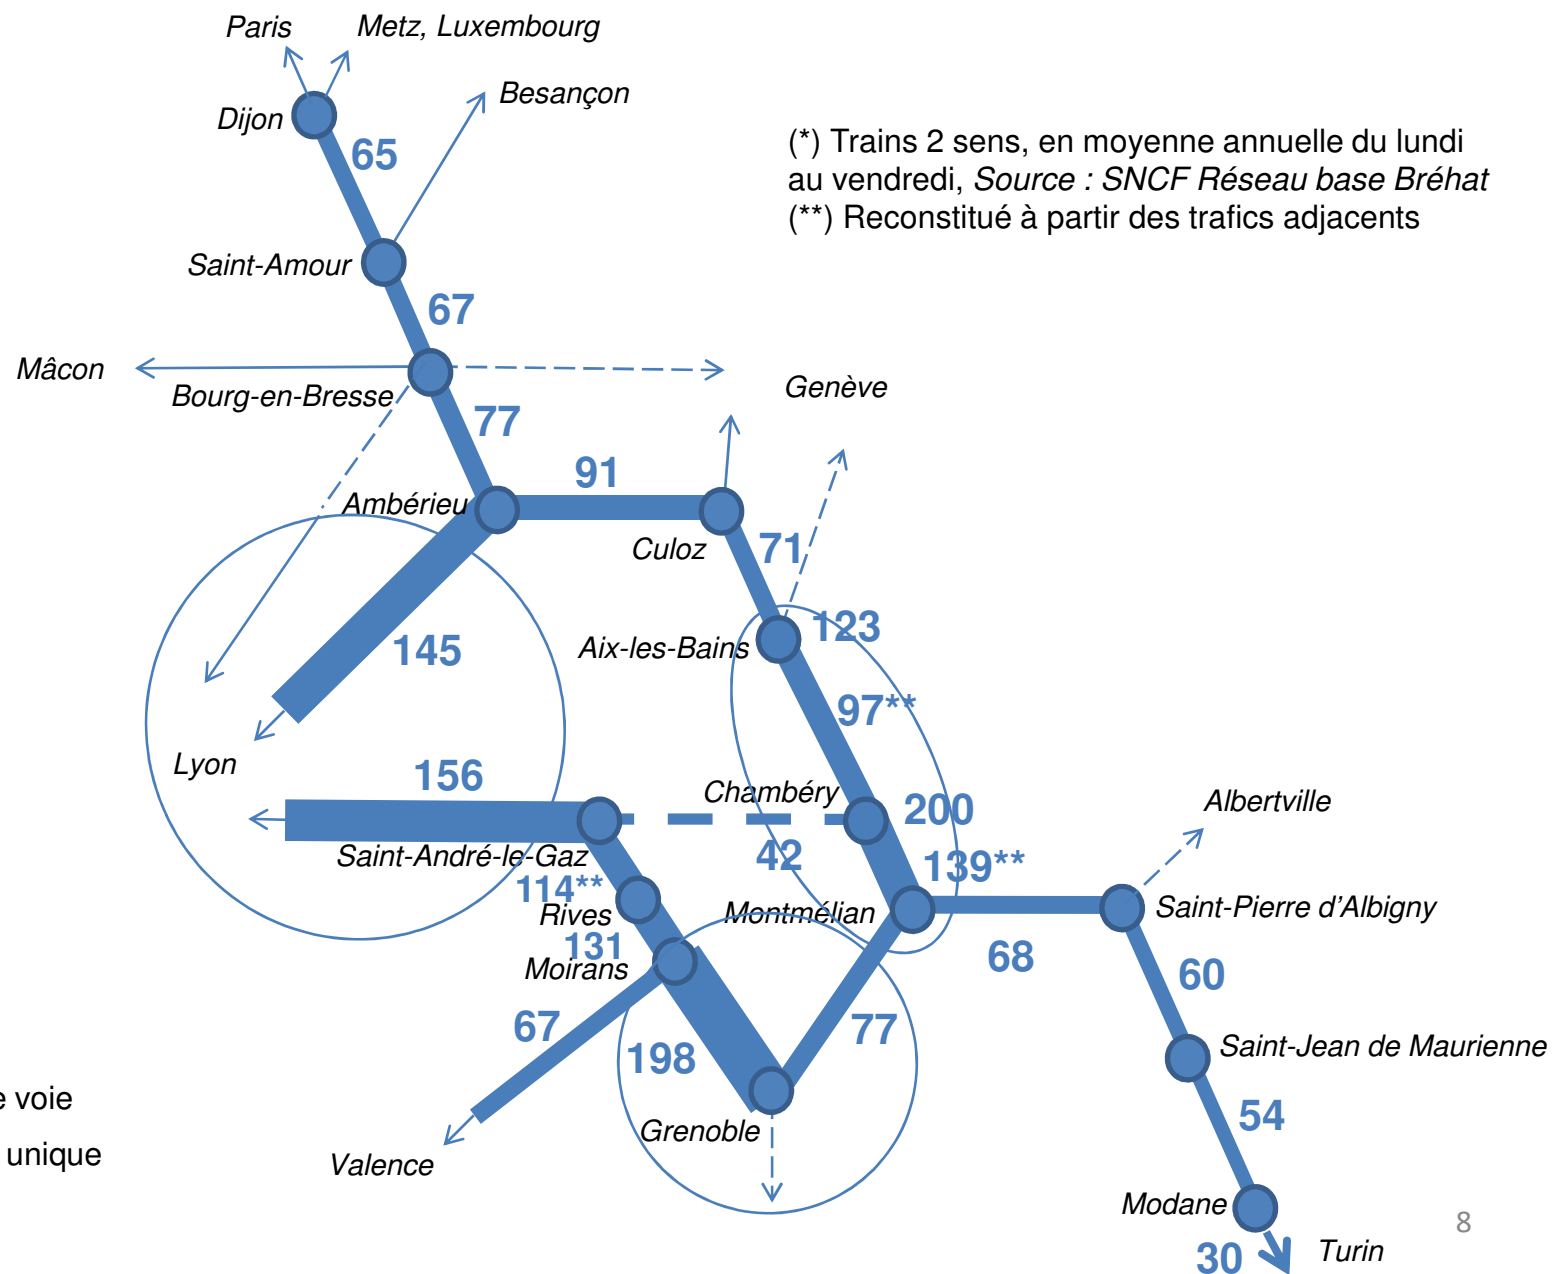 Paris
Metz, Luxembourg
Besançon
Dijon
65
(*) Trains 2 sens, en moyenne annuelle du lundi
au vendredi, Source : SNCF Réseau base Bréhat
(**) Reconstitué à partir des trafics adjacents
Saint-Amour
67
Mâcon
Bourg-en-Bresse
Genève
77
91
Ambérieu
Culoz
71
123
Aix-les-Bains
145
97**
Lyon
156
Chambéry
200
Albertville
Saint-André-le-Gaz
42
139**
114**
Rives
Montmélian
Saint-Pierre d'Albigny
131
Moirans
68
60
67
77
198
Saint-Jean de Maurienne
e voie
54
Grenoble
unique
Valence
Modane
8
30
Turin